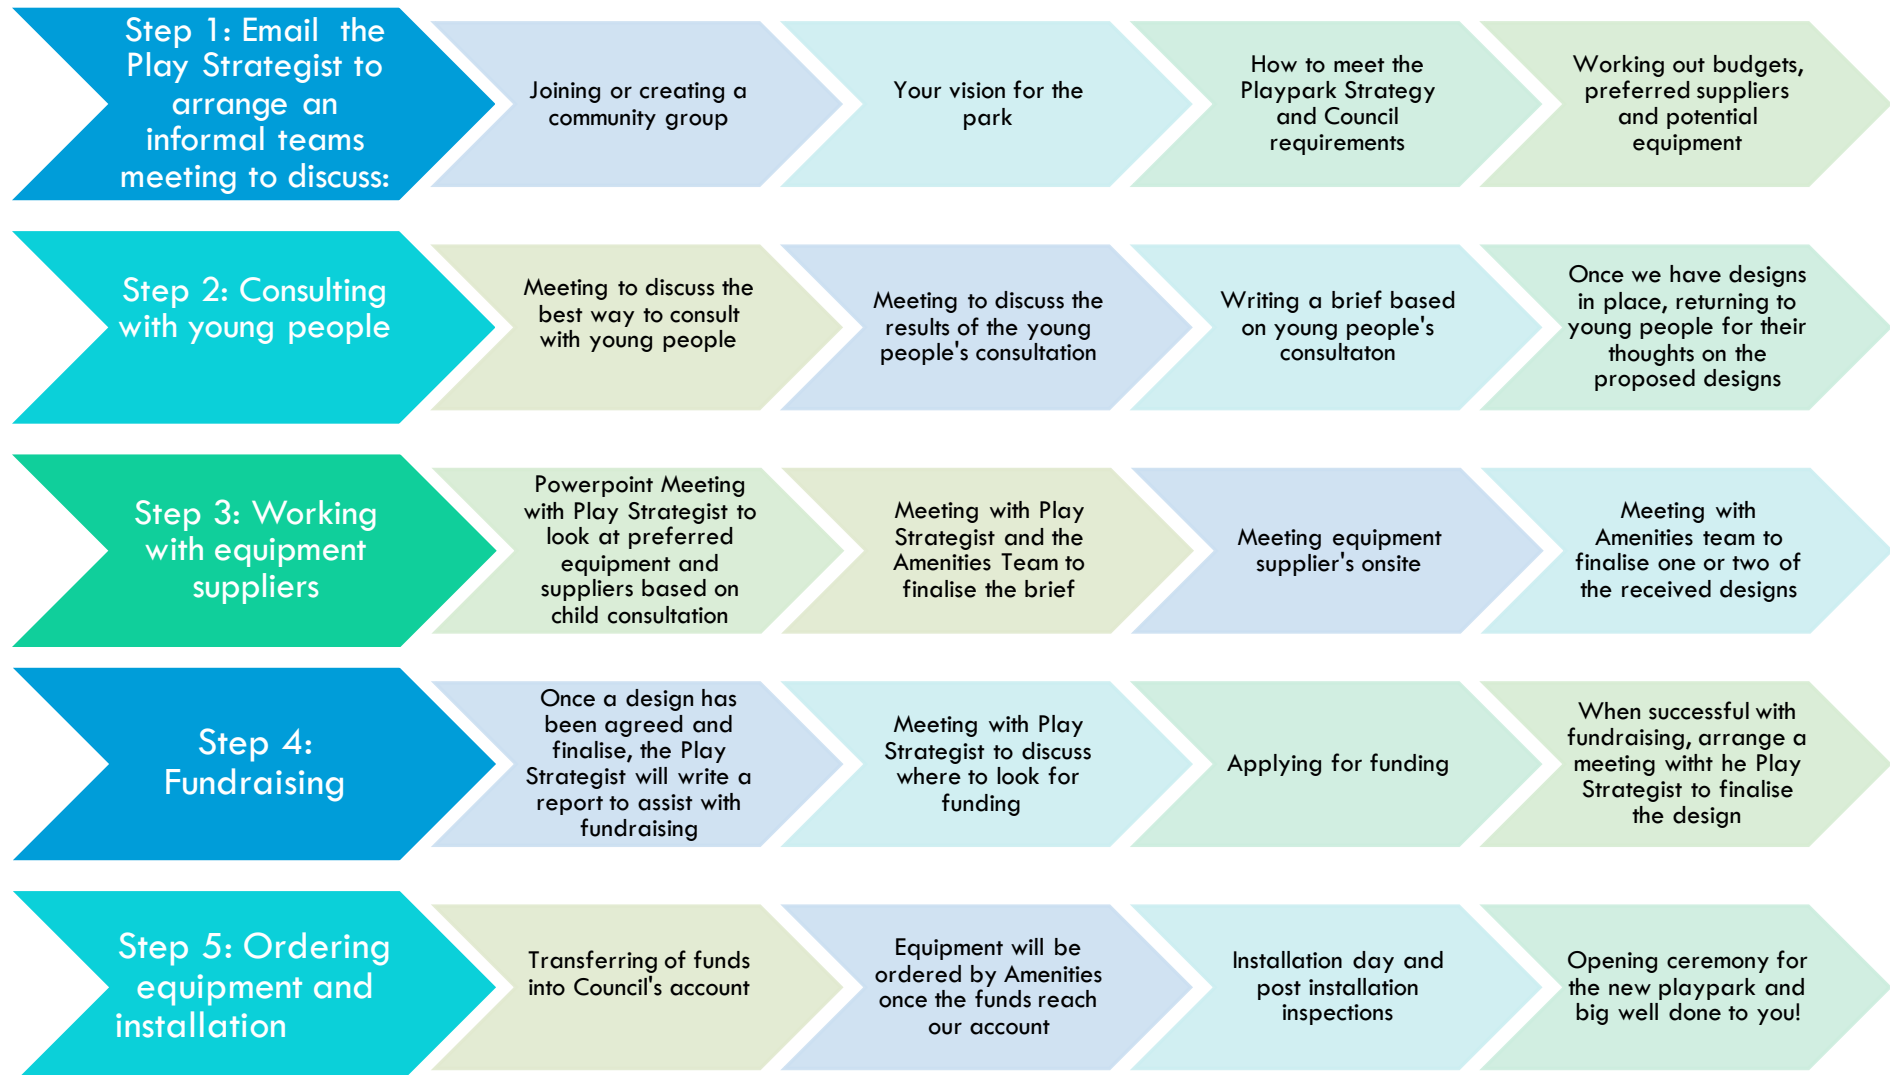 Step 1: Email the
Play Strategist to
arrange an
informal teams
meeting to discuss:
Joining or creating a
community group
Your vision for the
park
How to meet the
Playpark Strategy
and Council
requirements
Working out budgets,
preferred suppliers
and potential
equipment
Step 2: Consulting
with young people
Meeting to discuss the
best way to consult
with young people
Meeting to discuss the
results of the young
people's consultation
Writing a brief based
on young people's
consultaton
Once we have designs
in place, returning to
young people for their
thoughts on the
proposed designs
Step 3: Working
with equipment
suppliers
Powerpoint Meeting
with Play Strategist to
look at preferred
equipment and
suppliers based on
child consultation
Meeting with Play
Strategist and the
Amenities Team to
finalise the brief
Meeting equipment
supplier's onsite
Meeting with
Amenities team to
finalise one or two of
the received designs
Step 4:
Fundraising
Once a design has
been agreed and
finalise, the Play
Strategist will write a
report to assist with
fundraising
Meeting with Play
Strategist to discuss
where to look for
funding
Applying for funding
When successful with
fundraising, arrange a
meeting witht he Play
Strategist to finalise
the design
Step 5: Ordering
equipment and
installation
Transferring of funds
into Council's account
Equipment will be
ordered by Amenities
once the funds reach
our account
Installation day and
post installation
inspections
Opening ceremony for
the new playpark and
big well done to you!